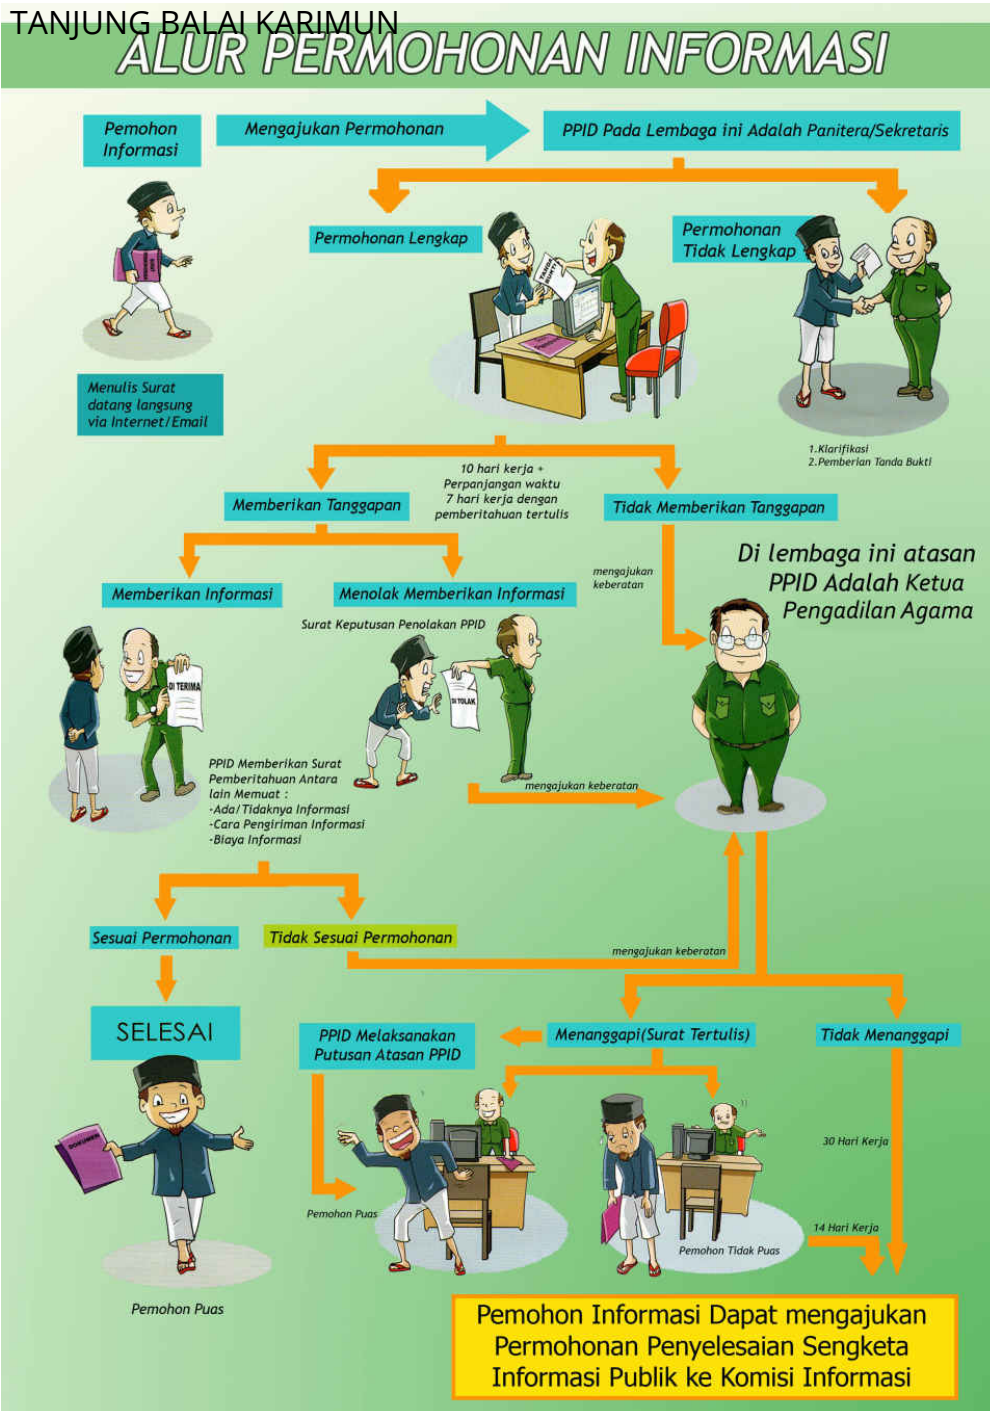 TANJUNG BALAI KARIMUN
ALUR PERMOHONAN INFORMASI
Pemohon
Informasi
Mengajukan Permohonan
PPID Pada Lembaga ini Adalah Panitera/Sekretaris
Permohonan Lengkap
Permohonan
Tidak Lengkap
TANDA
BUKTI
Menulis Surat
datang langsung
via Internet/Email
1.Klarifikasi
2.Pemberian Tanda Bukti
10 hari kerja +
Perpanjangan waktu
7 hari kerja dengan
pemberitahuan tertulis
Memberikan Tanggapan
Tidak Memberikan Tanggapan
mengajukan
keberatan
Di lembaga ini atasan
PPID Adalah Ketua
Pengadilan Agama
Memberikan Informasi
Menolak Memberikan Informasi
Surat Keputusan Penolakan PPID
DI TERIMA
DI TOLAK
PPID Memberikan Surat
Pemberitahuan Antara
lain Memuat :
-Ada/Tidaknya Informasi
-Cara Pengiriman Informasi
-Biaya Informasi
mengajukan keberatan
Sesuai Permohonan
Tidak Sesuai Permohonan
mengajukan keberatan
SELESAI
PPID Melaksanakan
Putusan Atasan PPID
Menanggapi(Surat Tertulis)
Tidak Menanggapi
DOKUMEN
30 Hari Kerja
Pemohon Puas
14 Hari Kerja
Pemohon Tidak Puas
Pemohon Puas
Pemohon Informasi Dapat mengajukan
Permohonan Penyelesaian Sengketa
Informasi Publik ke Komisi Informasi